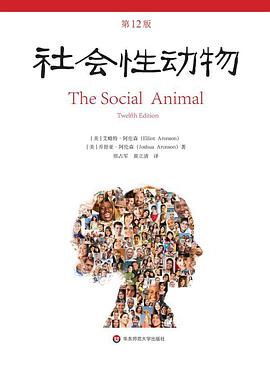 第12版
社会性动物
The Social Animal
Twelfth Edition
[美] 艾略特·阿伦森 (Elliot Aronson)
[美] 乔舒亚·阿伦森 (Joshua Aronson) 著
邢占军 黄立清 译
华东师范大学出版社